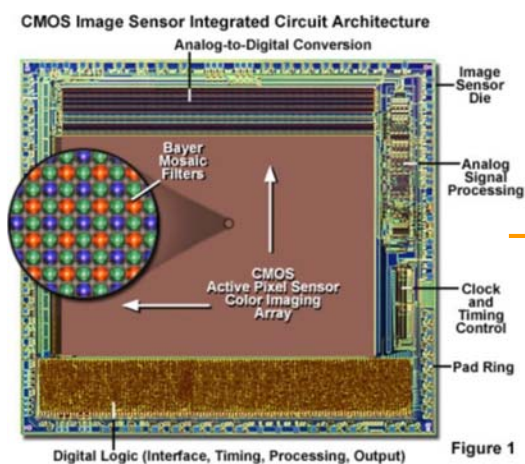 CMOS Image Sensor Integrated Circuit Architecture
Analog-to-Digital Conversion
Image
Sensor
Die
Bayer
Mosaic
Filters
Analog
Signal
Processing
CMOS
Active Pixel Sensor
Color Imaging
Array
Clock
and
Timing
Control
Pad Ring
Digital Logic (Interface, Timing, Processing, Output)
Figure 1